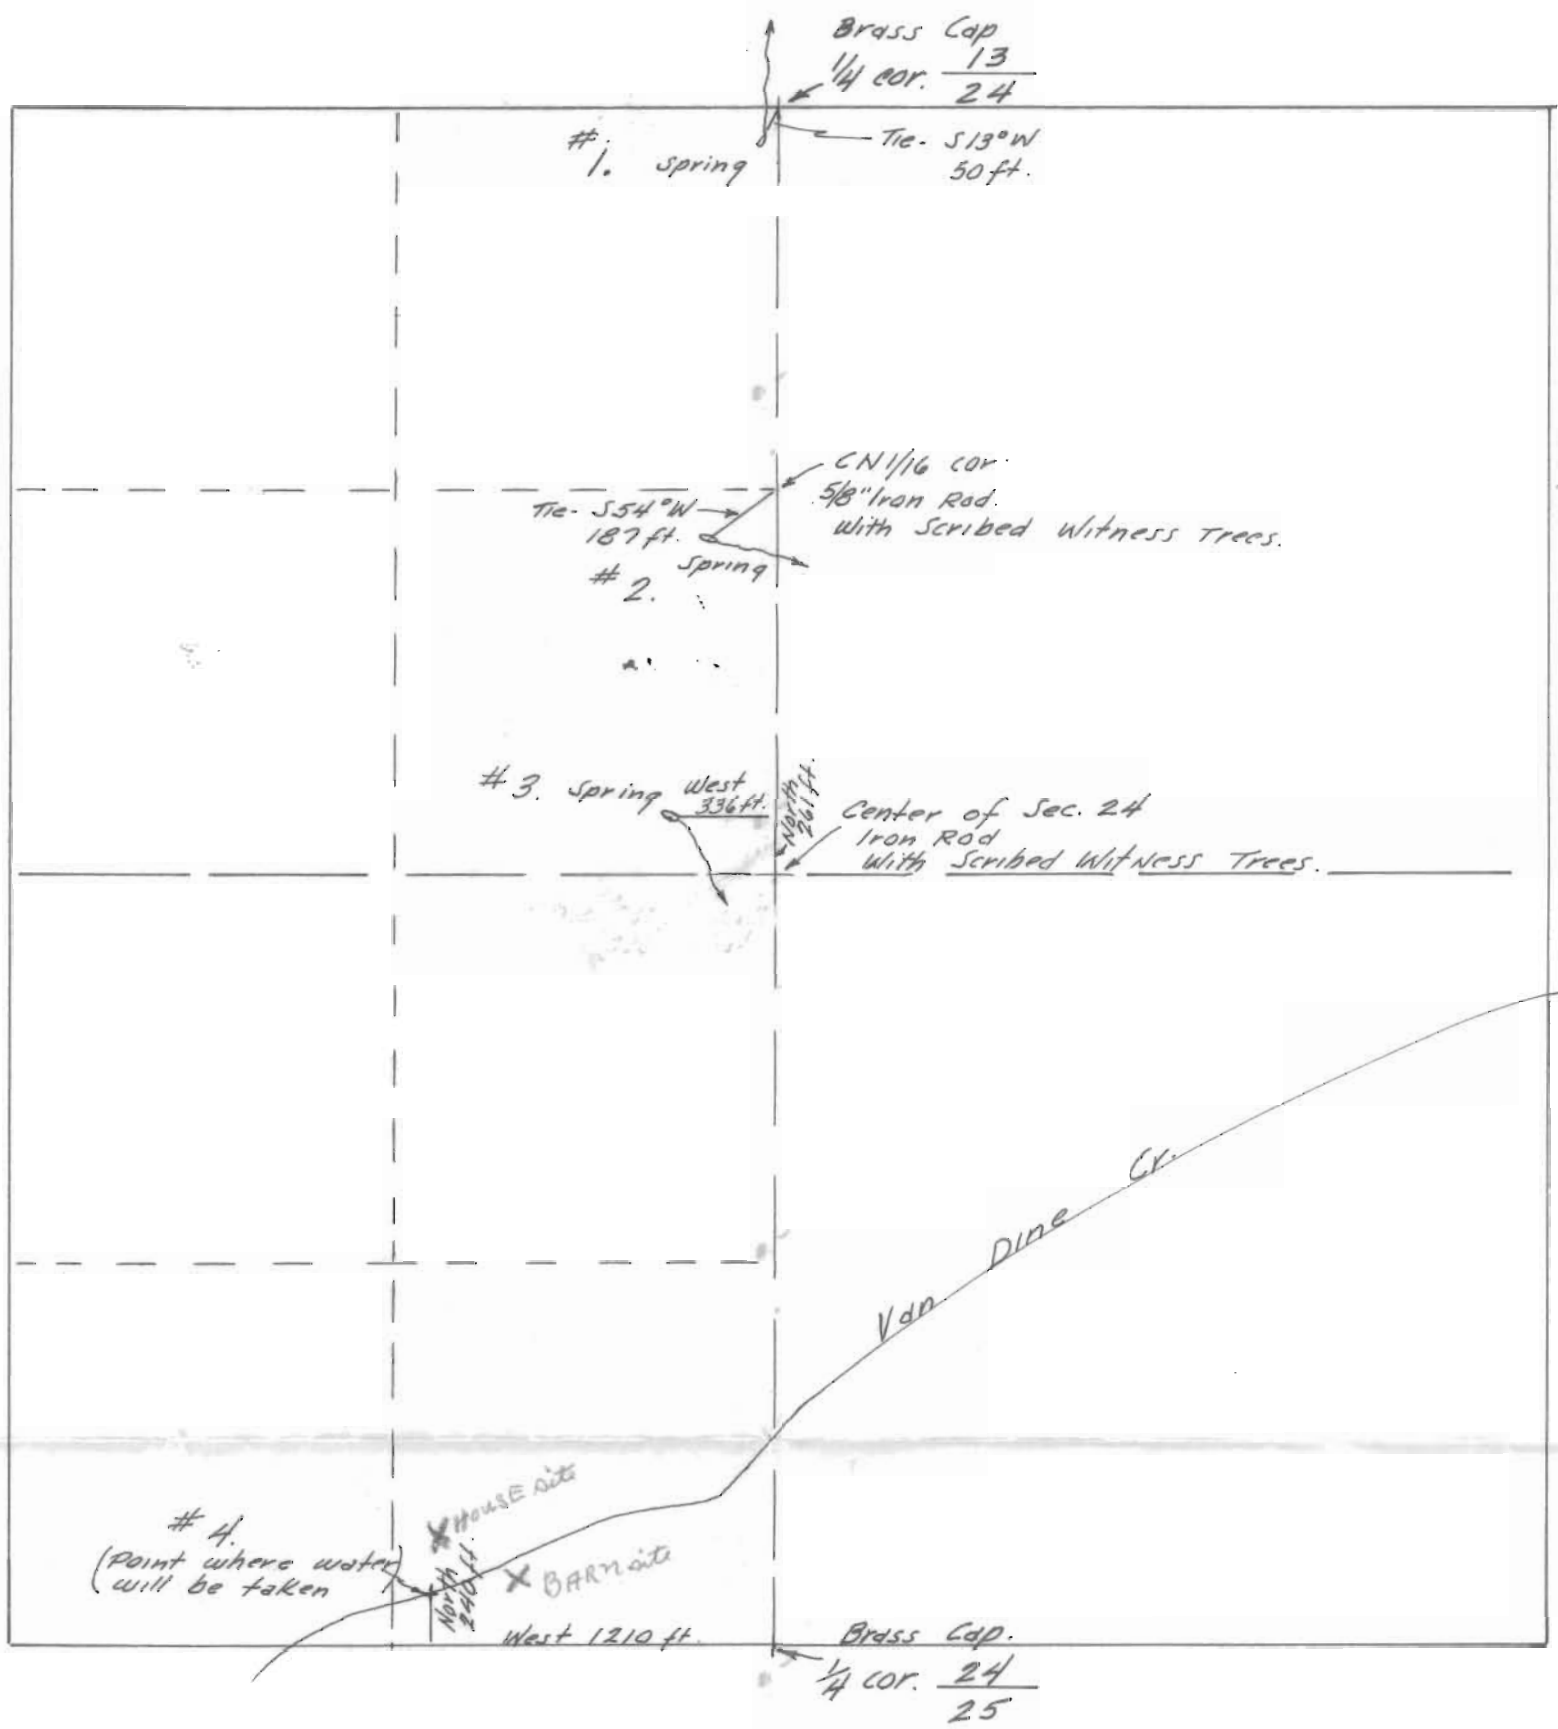 Brass Cap
1/4 cor. 13
24
Tie- S13°W
50 ft.
#
1. Spring
CN 1/16 cor.
5/8" Iron Rod.
With Scribed Witness Trees.
Tie- S54°W
187 ft.
Spring
# 2.
# 3. Spring
West
336 ft.
North
261 ft.
Center of Sec. 24
Iron Rod
With Scribed Witness Trees.
Van Dine Cr.
HOUSE site
# 4.
(Point where water)
(will be taken
North
240 ft.
BARN site
West 1210 ft.
Brass Cap.
1/4 cor. 24
25